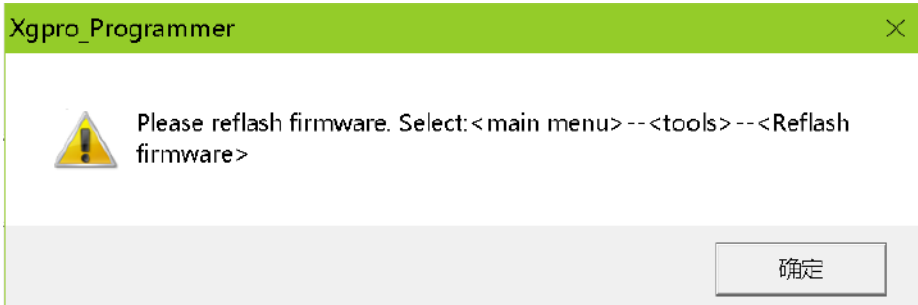 Xgpro_Programmer
Please reflash firmware. Select:<main menu>--<tools>--<Reflash
firmware>
确定